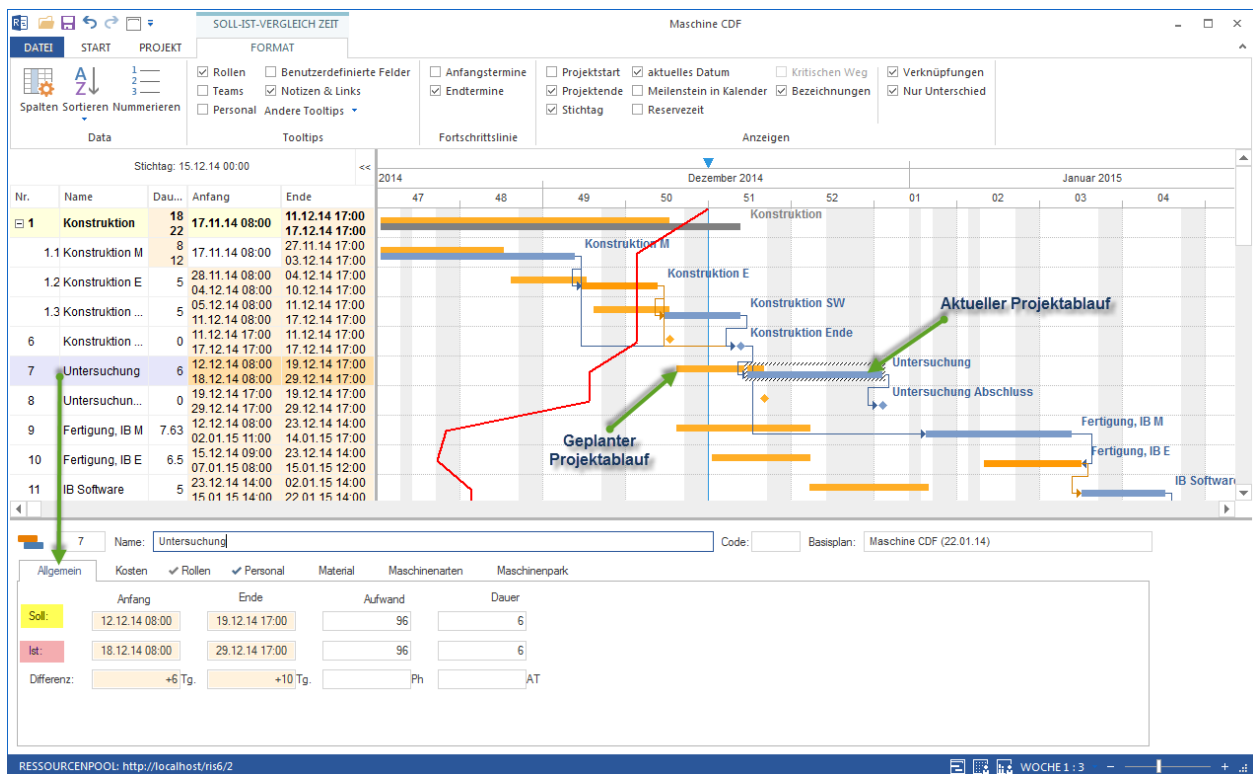 SOLL-IST-VERGLEICH ZEIT
Maschine CDF
DATEI START PROJEKT FORMAT
Rollen Benutzerdefinierte Felder Anfangstermine Projektstart aktuelles Datum Kritischen Weg Verknüpfungen
Teams Notizen & Links Endtermine Projektende Meilenstein in Kalender Bezeichnungen Nur Unterschied
Personal Andere Tooltips Stichtag Reservezeit
Spalten Sortieren Nummerieren
Data Tooltips Fortschrittslinie Anzeigen
Stichtag: 15.12.14 00:00 <<
2014 Dezember 2014 Januar 2015
Nr. Name Dau... Anfang Ende 47 48 49 50 51 52 01 02 03 04
1 Konstruktion 18 22 17.11.14 08:00 11.12.14 17:00 17.12.14 17:00 Konstruktion
1.1 Konstruktion M 8 12 17.11.14 08:00 27.11.14 17:00 03.12.14 17:00 Konstruktion M
1.2 Konstruktion E 5 28.11.14 08:00 04.12.14 08:00 04.12.14 17:00 10.12.14 17:00 Konstruktion E
1.3 Konstruktion ... 5 05.12.14 08:00 11.12.14 08:00 11.12.14 17:00 17.12.14 17:00 Konstruktion SW
Aktueller Projektablauf
6 Konstruktion ... 0 11.12.14 17:00 17.12.14 17:00 11.12.14 17:00 17.12.14 17:00 Konstruktion Ende
7 Untersuchung 6 12.12.14 08:00 18.12.14 08:00 19.12.14 17:00 29.12.14 17:00 Untersuchung
8 Untersuchun... 0 19.12.14 17:00 29.12.14 17:00 19.12.14 17:00 29.12.14 17:00 Untersuchung Abschluss
9 Fertigung, IB M 7.63 12.12.14 08:00 02.01.15 11:00 23.12.14 14:00 14.01.15 17:00 Fertigung, IB M
Geplanter
Projektablauf
10 Fertigung, IB E 6.5 15.12.14 09:00 07.01.15 08:00 23.12.14 14:00 15.01.15 12:00 Fertigung, IB E
11 IB Software 5 23.12.14 14:00 15.01.15 14:00 02.01.15 14:00 22.01.15 14:00 IB Softwar
7 Name: Untersuchung Code: Basisplan: Maschine CDF (22.01.14)
Allgemein Kosten Rollen Personal Material Maschinenarten Maschinenpark
Anfang Ende Aufwand Dauer
Soll: 12.12.14 08:00 19.12.14 17:00 96 6
Ist: 18.12.14 08:00 29.12.14 17:00 96 6
Differenz: +6 Tg. +10 Tg. Ph AT
RESSOURCENPOOL: http://localhost/ris6/2 WOCHE 1 : 3